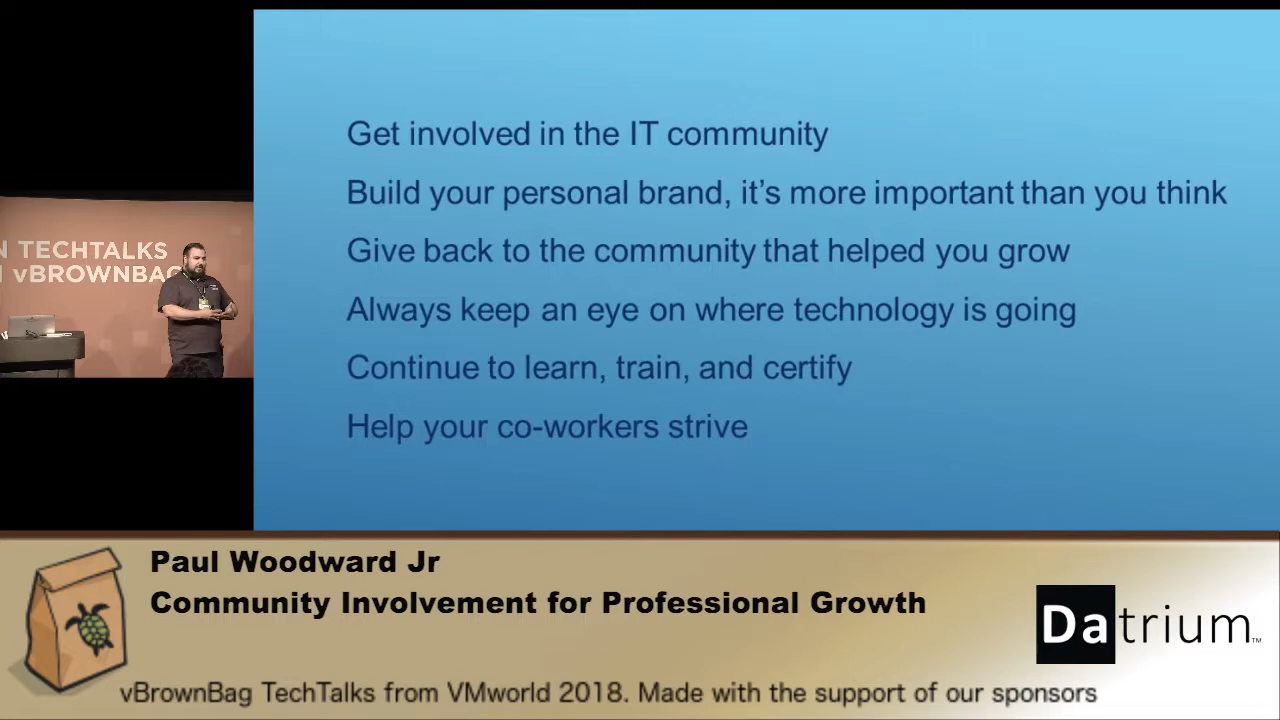 N TECHTALKS
N vBROWNBAG
Get involved in the IT community
Build your personal brand, it’s more important than you think
Give back to the community that helped you grow
Always keep an eye on where technology is going
Continue to learn, train, and certify
Help your co-workers strive
Paul Woodward Jr
Community Involvement for Professional Growth
Datrium™
vBrownBag TechTalks from VMworld 2018. Made with the support of our sponsors